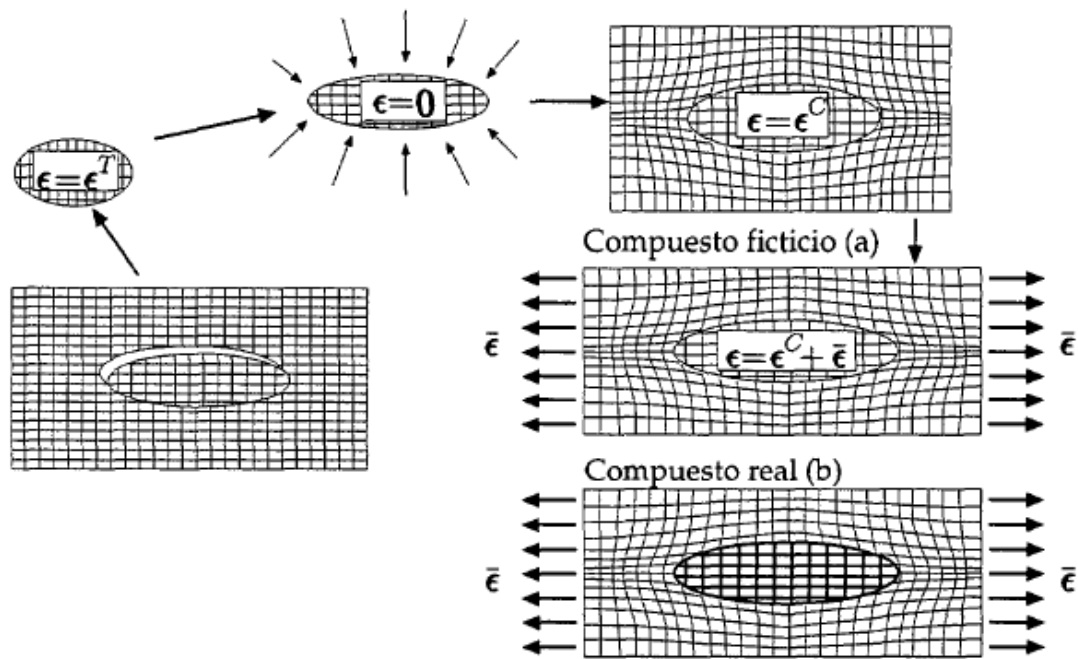 ϵ=0
ϵ=ϵ^C
ϵ=ϵ^T
Compuesto ficticio (a)
ϵ̄
ϵ=ϵ^C+ ϵ̄
ϵ̄
Compuesto real (b)
ϵ̄
ϵ̄